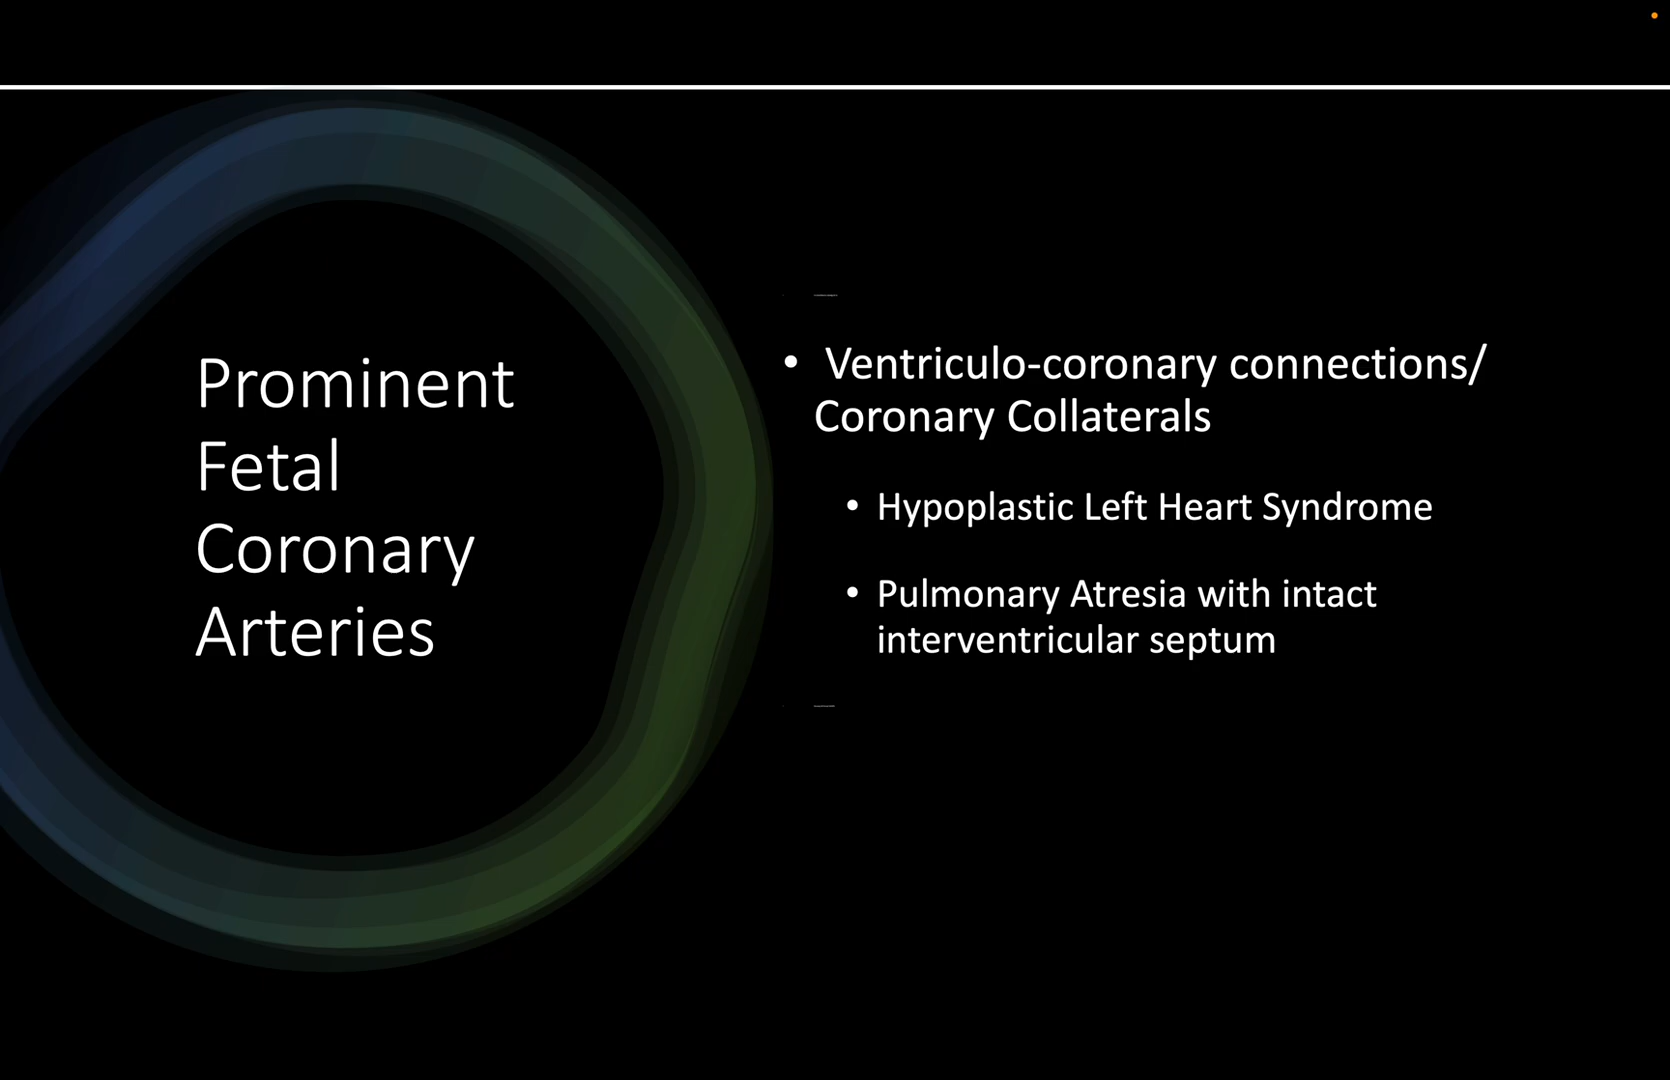 Prominent
Fetal
Coronary
Arteries
• Ventriculo-coronary connections/
Coronary Collaterals
• Hypoplastic Left Heart Syndrome
• Pulmonary Atresia with intact
interventricular septum